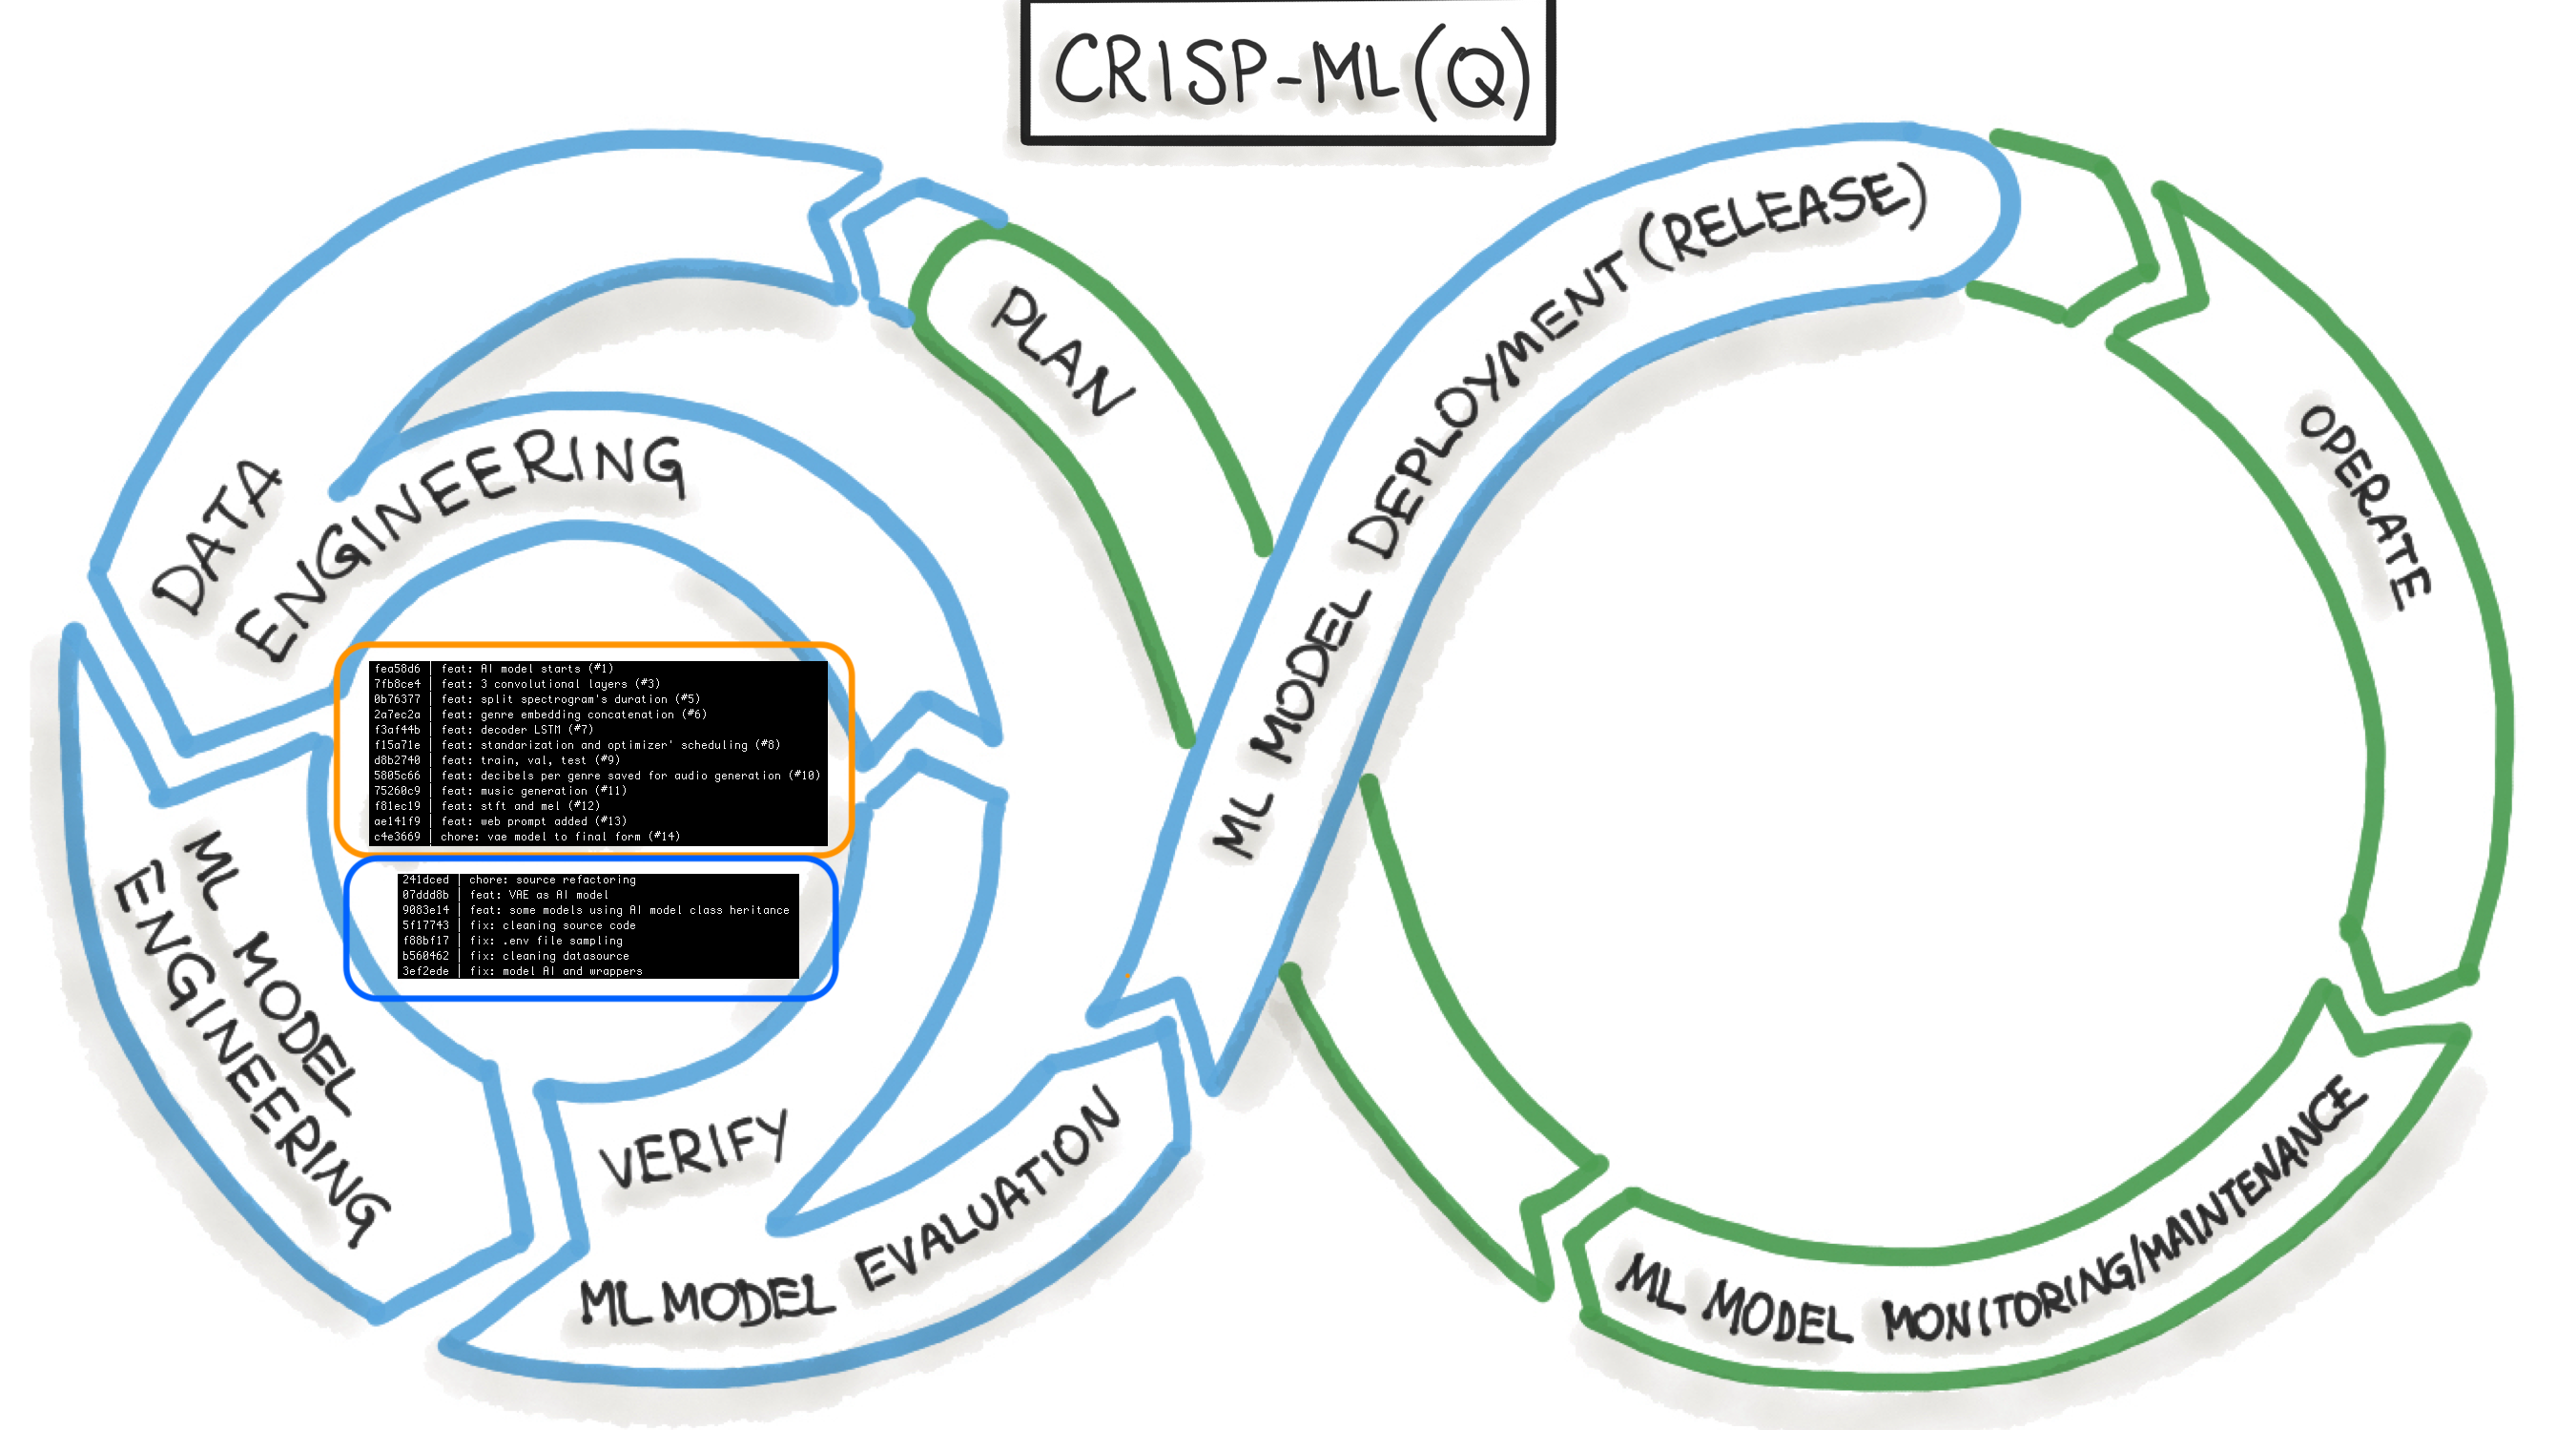 CRISP-ML(Q)
PLAN
ML MODEL DEPLOYMENT (RELEASE)
OPERATE
DATA
ENGINEERING
fea58d6 | feat: AI model starts (#1)
7fb8ce4 | feat: 3 convolutional layers (#3)
0b76377 | feat: split spectrogram's duration (#5)
2a7ec2a | feat: genre embedding concatenation (#6)
f3af44b | feat: decoder LSTM (#7)
f15a71e | feat: standarization and optimizer' scheduling (#8)
d8b2740 | feat: train, val, test (#9)
5805c66 | feat: decibels per genre saved for audio generation (#10)
75260c9 | feat: music generation (#11)
f81ec19 | feat: stft and mel (#12)
ae141f9 | feat: web prompt added (#13)
c4e3669 | chore: vae model to final form (#14)
241dced | chore: source refactoring
07ddd8b | feat: VAE as AI model
9083e14 | feat: some models using AI model class heritance
5f17743 | fix: cleaning source code
f88bf17 | fix: .env file sampling
b560462 | fix: cleaning datasource
3ef2ede | fix: model AI and wrappers
ML MODEL
ENGINEERING
VERIFY
ML MODEL EVALUATION
ML MODEL MONITORING/MAINTENANCE